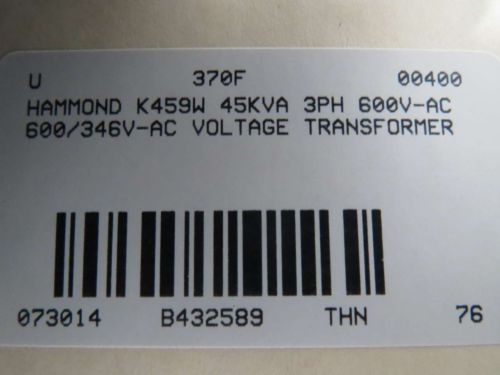 U 370F 00400
HAMMOND K459W 45KVA 3PH 600V-AC
600/346V-AC VOLTAGE TRANSFORMER
073014 B432589 THN 76